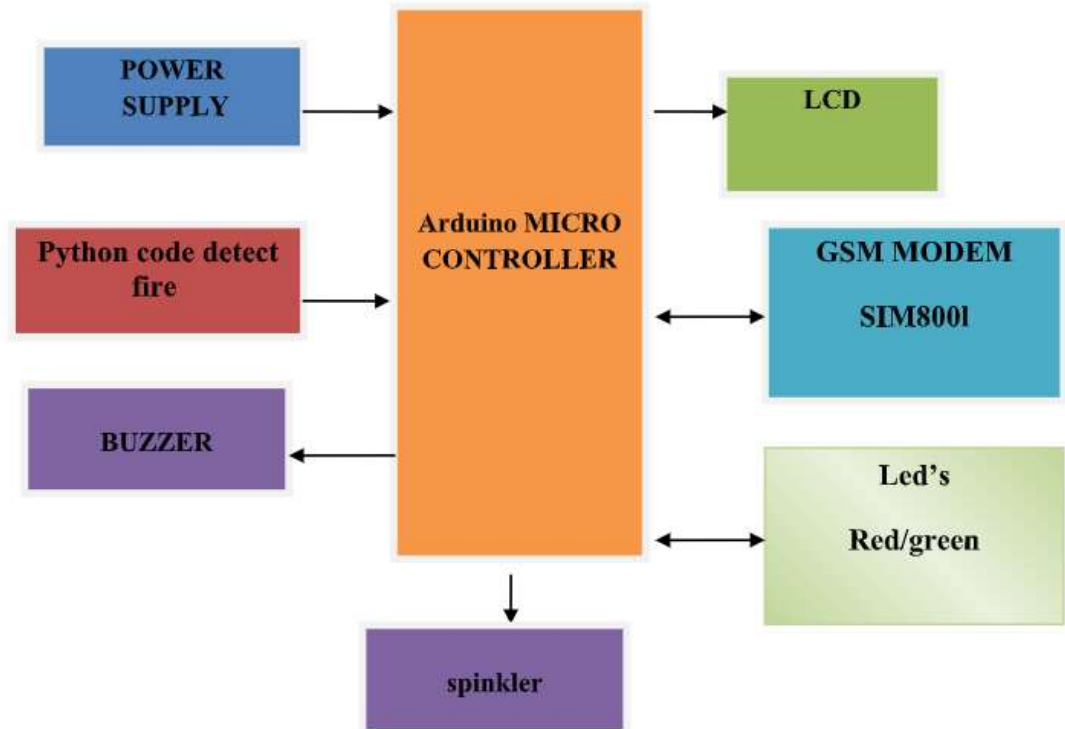 POWER
SUPPLY
LCD
Arduino MICRO
CONTROLLER
Python code detect
fire
GSM MODEM
SIM800l
BUZZER
Led’s
Red/green
spinkler